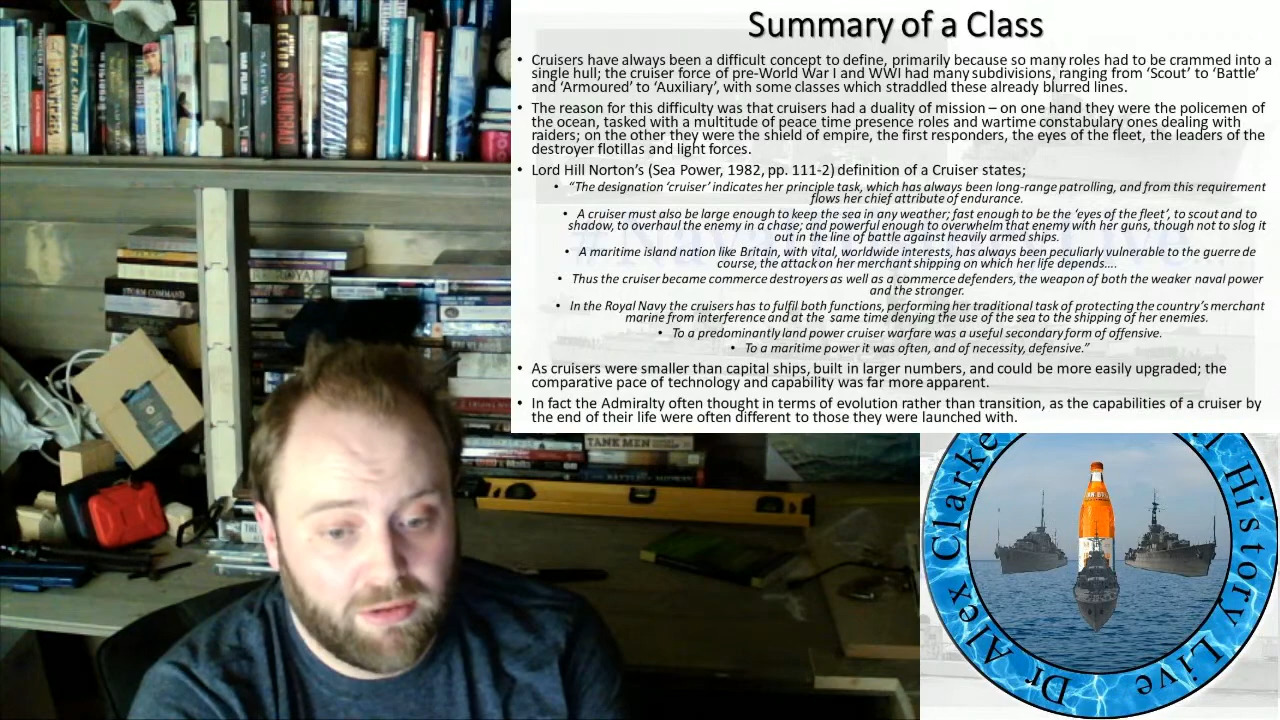 Summary of a Class
• Cruisers have always been a difficult concept to define, primarily because so many roles had to be crammed into a
single hull; the cruiser force of pre-World War I and WWI had many subdivisions, ranging from ‘Scout’ to ‘Battle’
and ‘Armoured’ to ‘Auxiliary’, with some classes which straddled these already blurred lines.
• The reason for this difficulty was that cruisers had a duality of mission – on one hand they were the policemen of
the ocean, tasked with a multitude of peace time presence roles and wartime constabulary ones dealing with
raiders; on the other they were the shield of empire, the first responders, the eyes of the fleet, the leaders of the
destroyer flotillas and light forces.
• Lord Hill Norton’s (Sea Power, 1982, pp. 111-2) definition of a Cruiser states;
• “The designation ‘cruiser’ indicates her principle task, which has always been long-range patrolling, and from this requirement
flows her chief attribute of endurance.
• A cruiser must also be large enough to keep the sea in any weather; fast enough to be the ‘eyes of the fleet’, to scout and to
shadow, to overhaul the enemy in a chase; and powerful enough to overwhelm that enemy with her guns, though not to slog it
out in the line of battle against heavily armed ships.
• A maritime island nation like Britain, with vital, worldwide interests, has always been peculiarly vulnerable to the guerre de
course, the attack on her merchant shipping on which her life depends....
• Thus the cruiser became commerce destroyers as well as a commerce defenders, the weapon of both the weaker naval power
and the stronger.
• In the Royal Navy the cruisers has to fulfil both functions, performing her traditional task of protecting the country’s merchant
marine from interference and at the same time denying the use of the sea to the shipping of her enemies.
• To a predominantly land power cruiser warfare was a useful secondary form of offensive.
• To a maritime power it was often, and of necessity, defensive.”
• As cruisers were smaller than capital ships, built in larger numbers, and could be more easily upgraded; the
comparative pace of technology and capability was far more apparent.
• In fact the Admiralty often thought in terms of evolution rather than transition, as the capabilities of a cruiser by
the end of their life were often different to those they were launched with.
STORM COMMAND
TANK MEN
Dr Alex Clarke
History Live